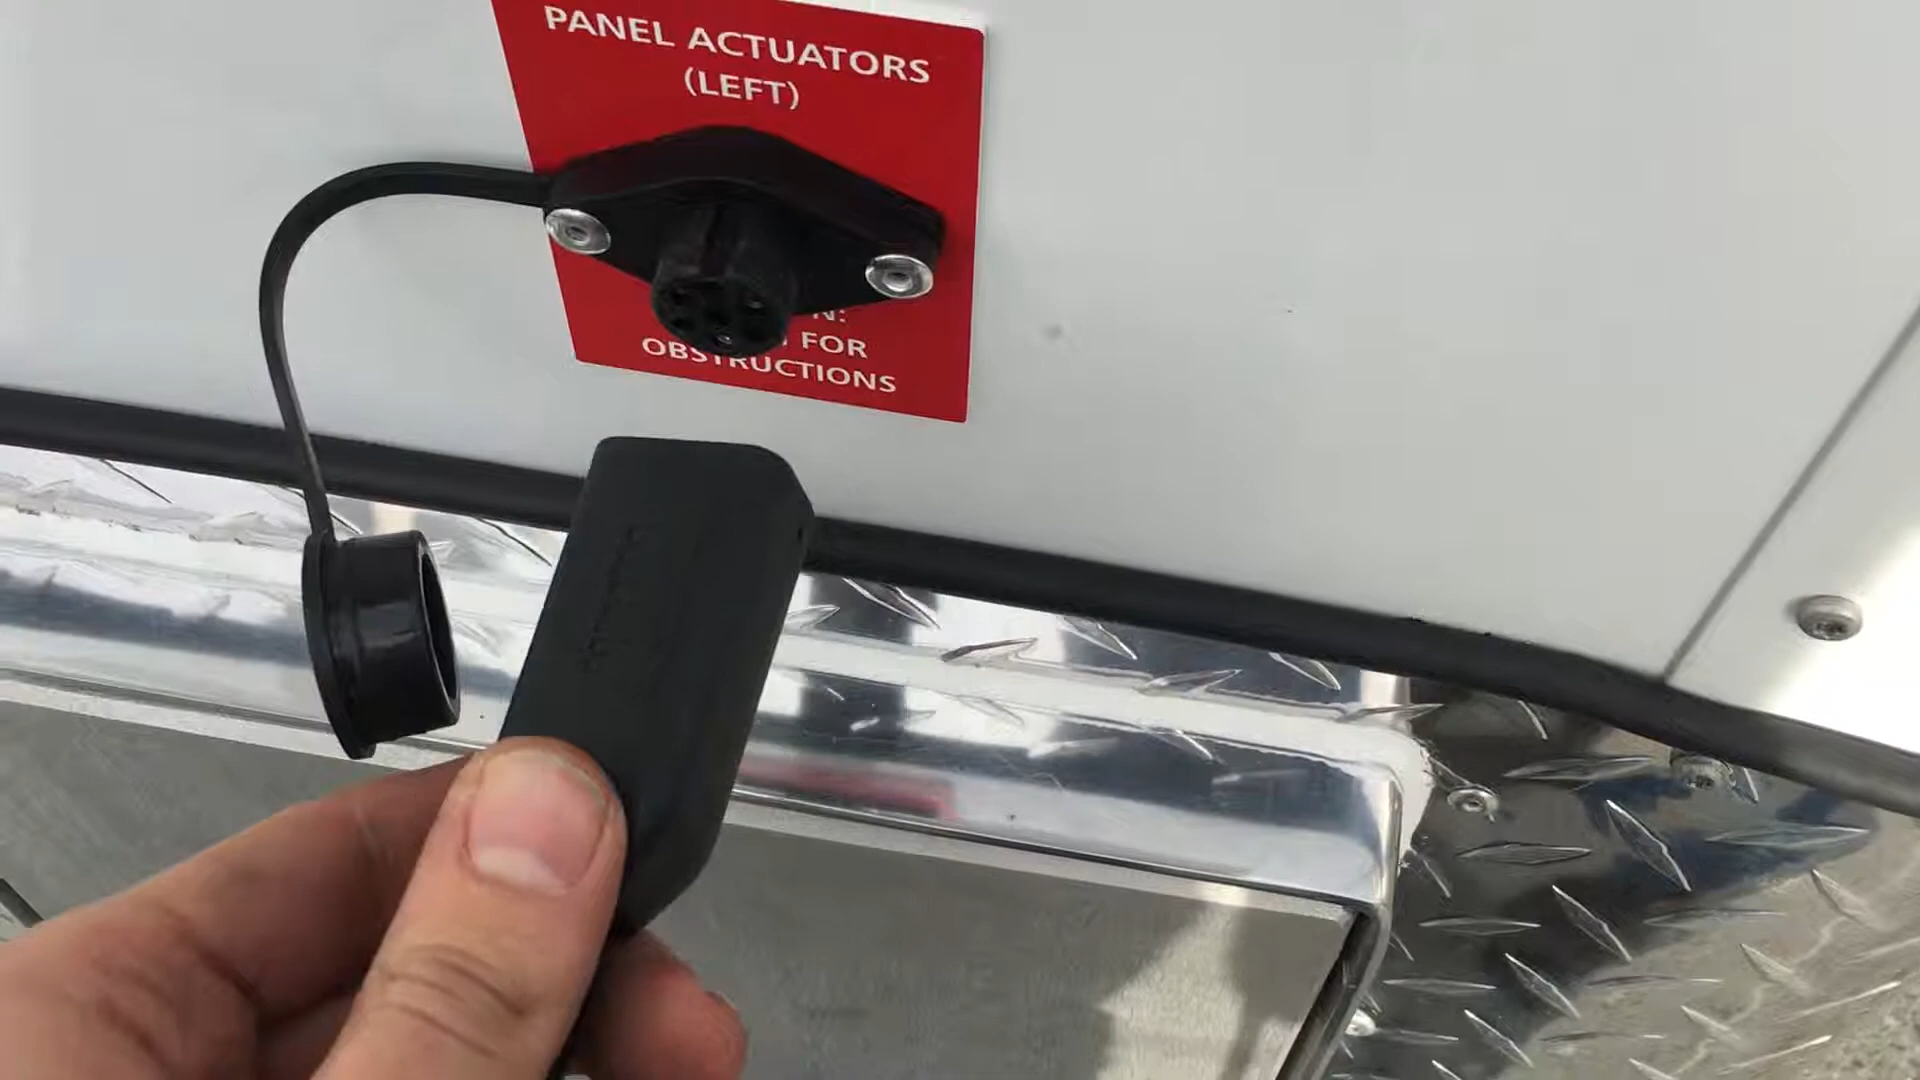 PANEL ACTUATORS
(LEFT)
N:
FOR
OBSTRUCTIONS